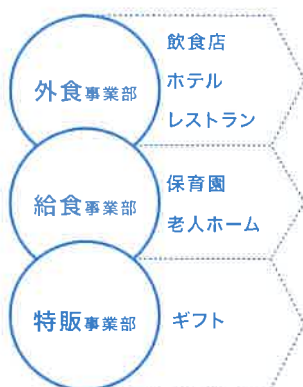 外食事業部
飲食店
ホテル
レストラン
給食事業部
保育園
老人ホーム
特販事業部
ギフト